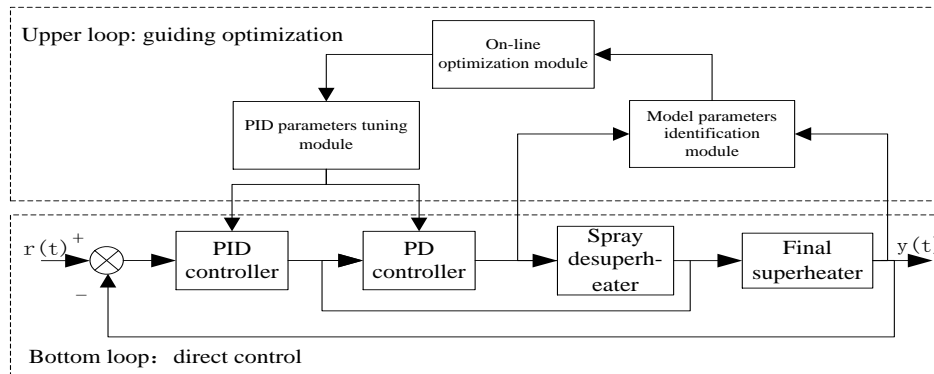 Upper loop: guiding optimization
On-line
optimization module
PID parameters tuning
module
Model parameters
identification
module
r(t)
+
−
PID
controller
PD
controller
Spray
desuperh-
eater
Final
superheater
y(t)
Bottom loop: direct control